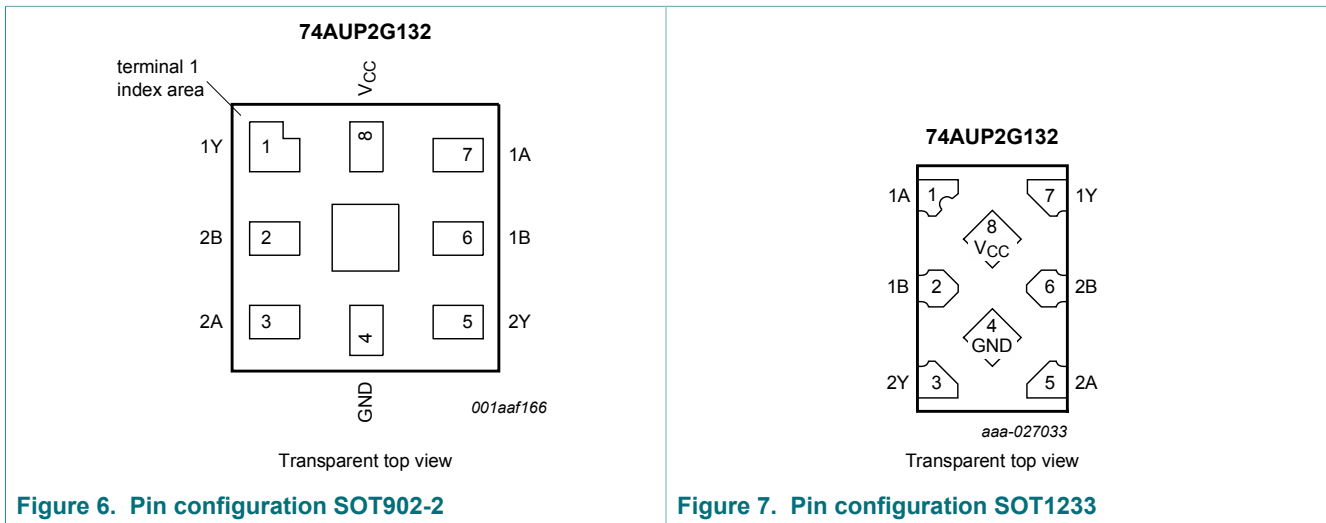 74AUP2G132
terminal 1
index area
VCC
1Y 1 8 7 1A
2B 2 6 1B
2A 3 4 5 2Y
GND
001aaf166
Transparent top view
Figure 6. Pin configuration SOT902-2
74AUP2G132
1A 1 7 1Y
8
VCC
1B 2 6 2B
4
GND
2Y 3 5 2A
aaa-027033
Transparent top view
Figure 7. Pin configuration SOT1233